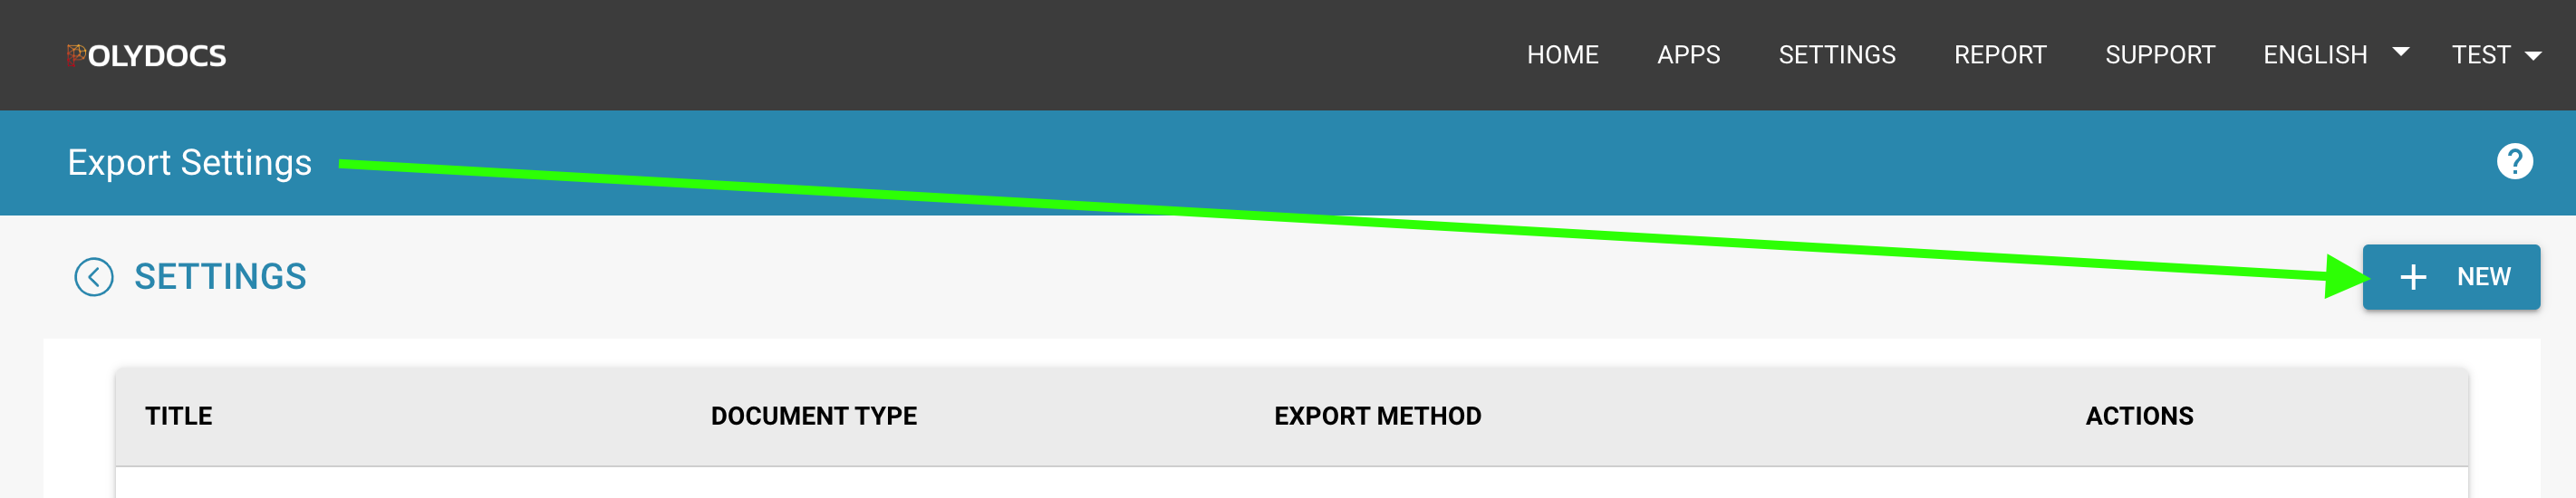 POLYDOCS HOME APPS SETTINGS REPORT SUPPORT ENGLISH TEST
Export Settings ?
SETTINGS + NEW
TITLE DOCUMENT TYPE EXPORT METHOD ACTIONS